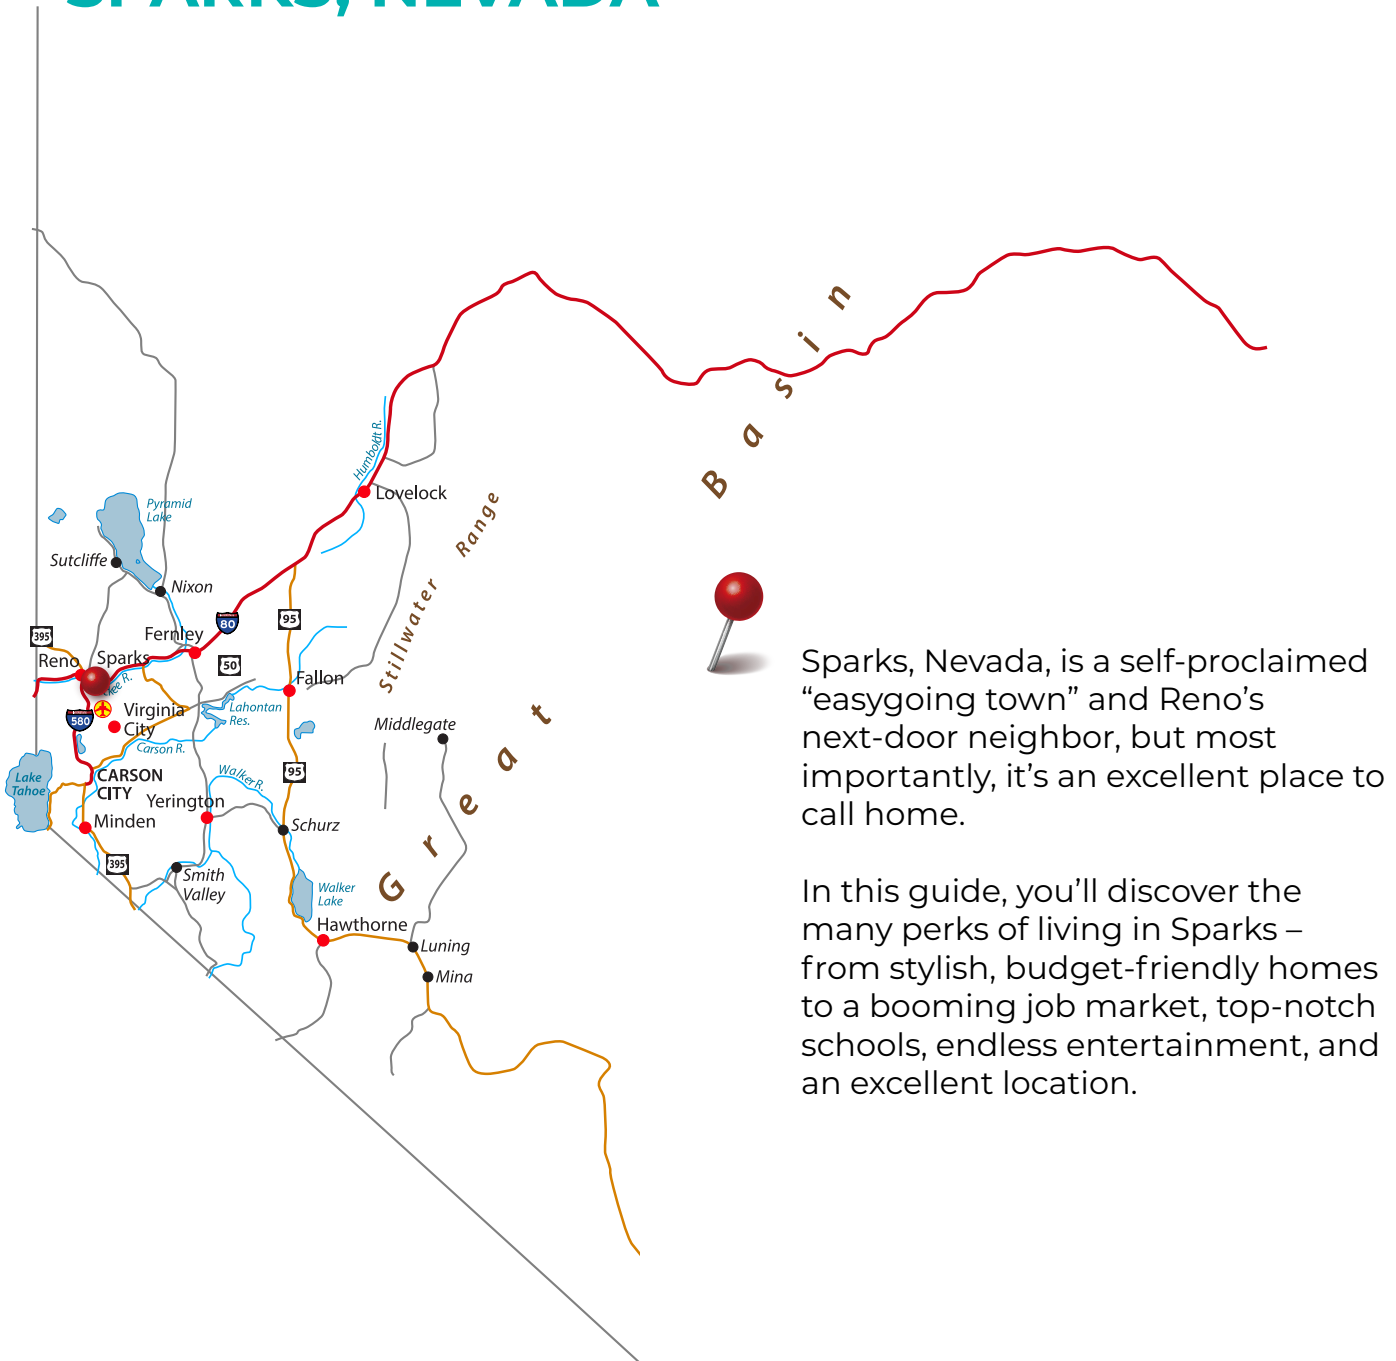 SPARKS, NEVADA
Basin
Humboldt R.
Lovelock
Range
Pyramid
Lake
Sutcliffe
Nixon
Stillwater
80
95
Fernley
395
50
Reno
Sparks
Fallon
Virginia
City
580
Lahontan
Res.
Carson R.
Middlegate
Great
Lake
Tahoe
CARSON
CITY
Walker R.
95
Yerington
Minden
Schurz
395
Smith
Valley
Walker
Lake
Hawthorne
Luning
Mina
Sparks, Nevada, is a self-proclaimed
“easygoing town” and Reno’s
next-door neighbor, but most
importantly, it’s an excellent place to
call home.
In this guide, you’ll discover the
many perks of living in Sparks –
from stylish, budget-friendly homes
to a booming job market, top-notch
schools, endless entertainment, and
an excellent location.